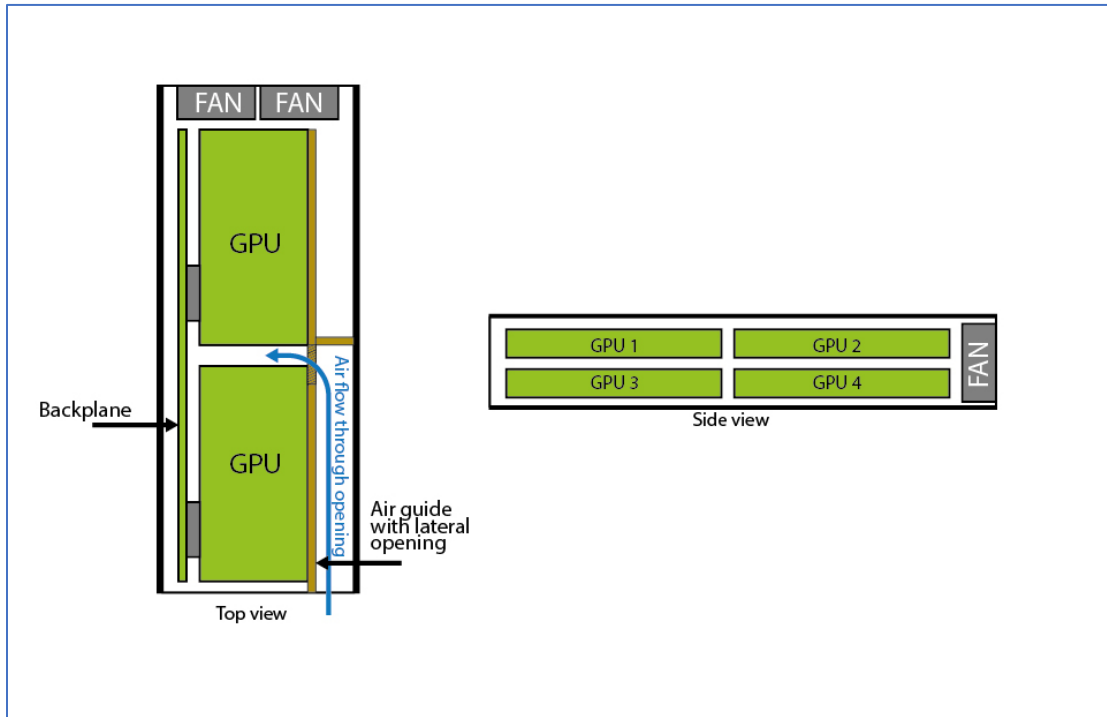 FAN FAN
GPU
Air flow through opening
Backplane
GPU
Air guide
with lateral
opening
Top view
GPU 1 GPU 2
GPU 3 GPU 4
FAN
Side view